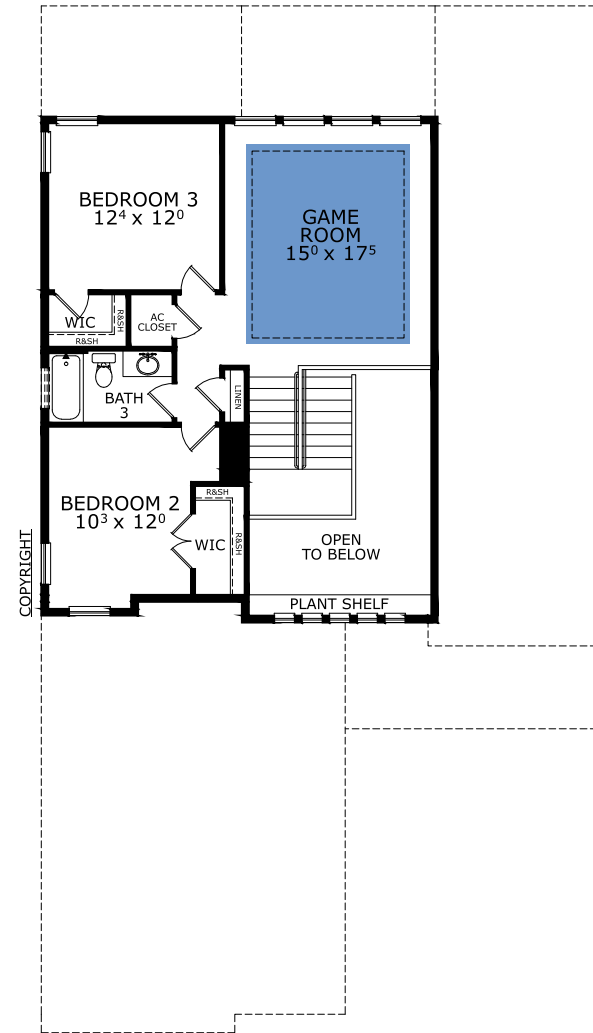 BEDROOM 3
12⁴ x 12⁰
GAME
ROOM
15⁰ x 17⁵
WIC
R&SH
R&SH
AC
CLOSET
BATH
3
LINEN
BEDROOM 2
10³ x 12⁰
R&SH
R&SH
WIC
OPEN
TO BELOW
PLANT SHELF
COPYRIGHT